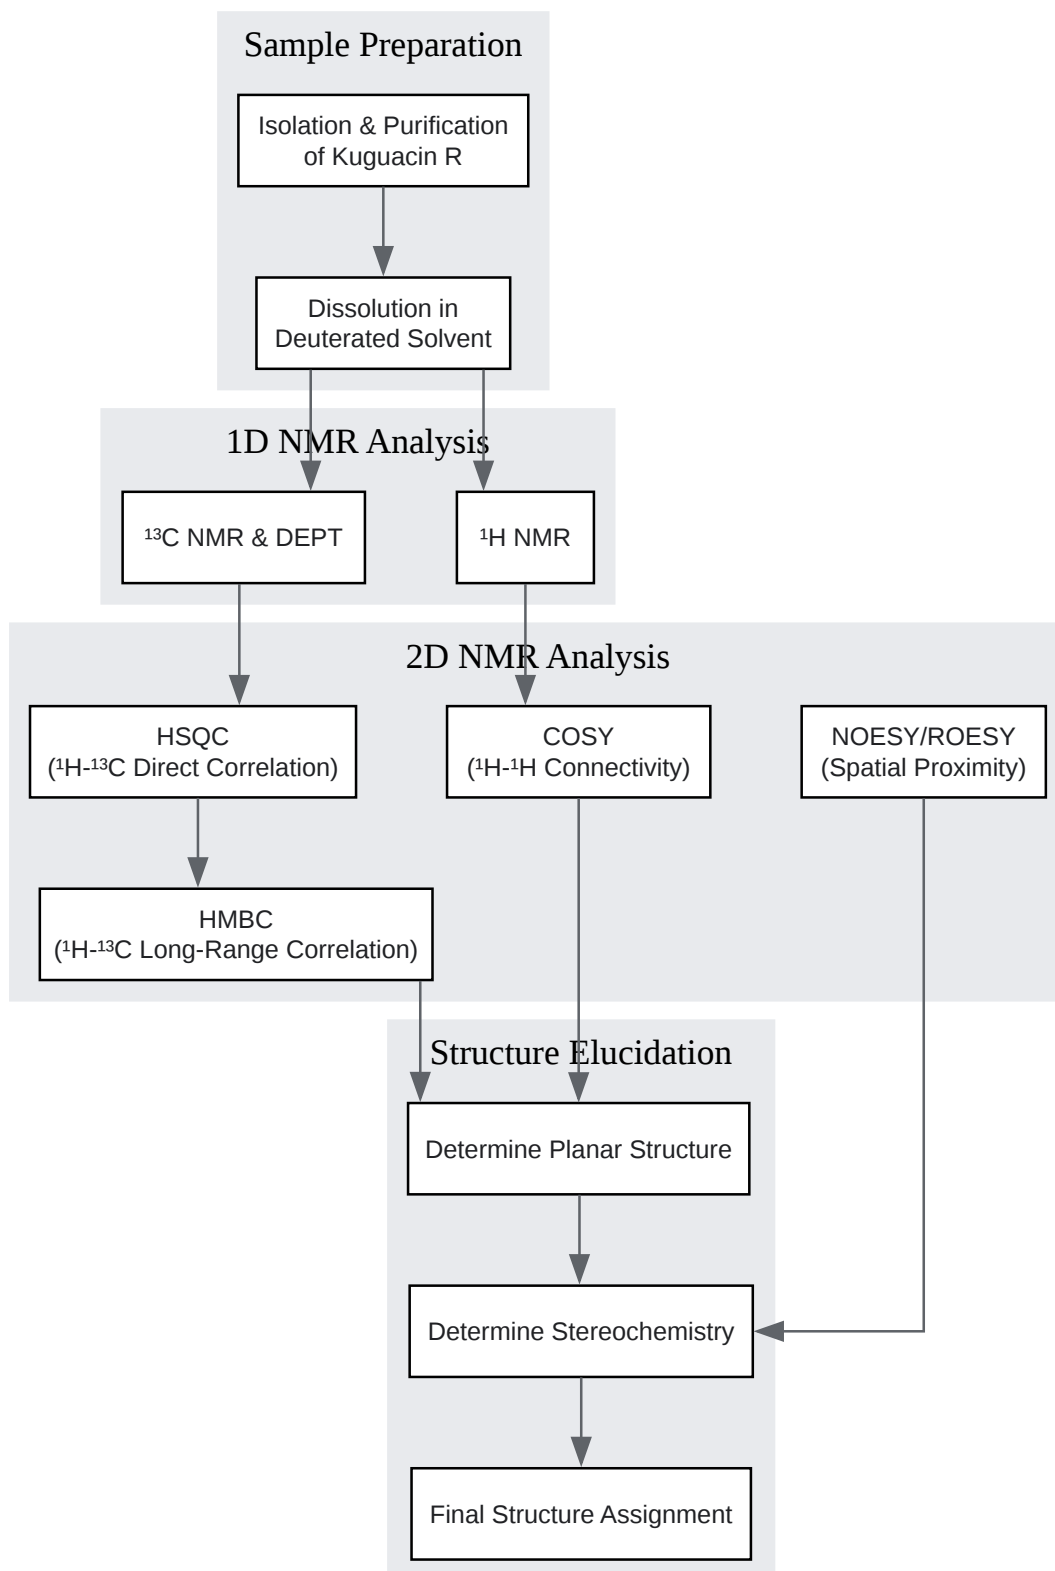 Sample Preparation
Isolation & Purification
of Kuguacin R
Dissolution in
Deuterated Solvent
1D NMR Analysis
¹³C NMR & DEPT
¹H NMR
2D NMR Analysis
HSQC
(¹H-¹³C Direct Correlation)
COSY
(¹H-¹H Connectivity)
NOESY/ROESY
(Spatial Proximity)
HMBC
(¹H-¹³C Long-Range Correlation)
Structure Elucidation
Determine Planar Structure
Determine Stereochemistry
Final Structure Assignment